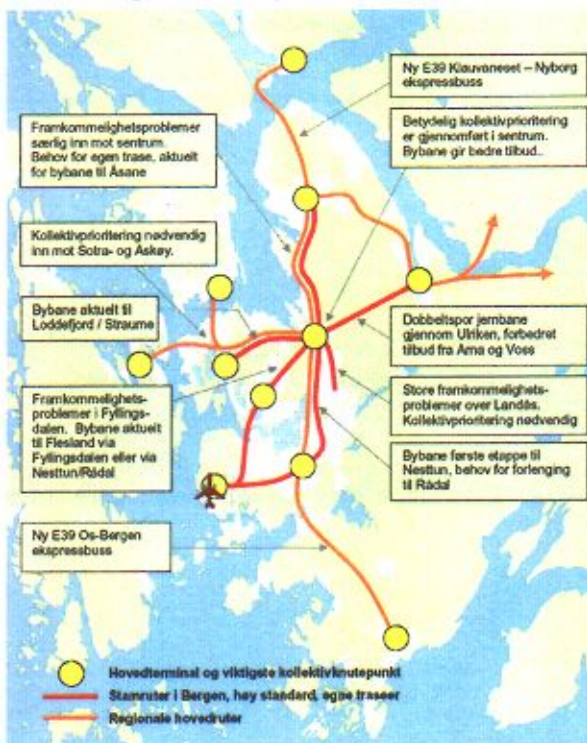 Ny E39 Klauvaneset – Nyborg
ekspressbuss
Framkommelighetsproblemer
særlig inn mot sentrum.
Behov for egen trase, aktuelt
for bybane til Åsane
Betydelig kollektivprioritering
er gjennomført i sentrum.
Bybane gir bedre tilbud..
Kollektivprioritering nødvendig
inn mot Sotra- og Askøy.
Bybane aktuelt til
Loddefjord / Straume
Dobbeltspor jernbane
gjennom Ulriken, forbedret
tilbud fra Arna og Voss
Framkommelighets-
problemer i Fyllings-
dalen. Bybane aktuelt
til Flesland via
Fyllingsdalen eller via
Nesttun/Rådal
Store framkommelighets-
problemer over Landås.
Kollektivprioritering nødvendig
Bybane første etappe til
Nesttun, behov for forlenging
til Rådal
Ny E39 Os-Bergen
ekspressbuss
Hovedterminal og viktigste kollektivknutepunkt
Stamruter i Bergen, høy standard, egne traseer
Regionale hovedruter